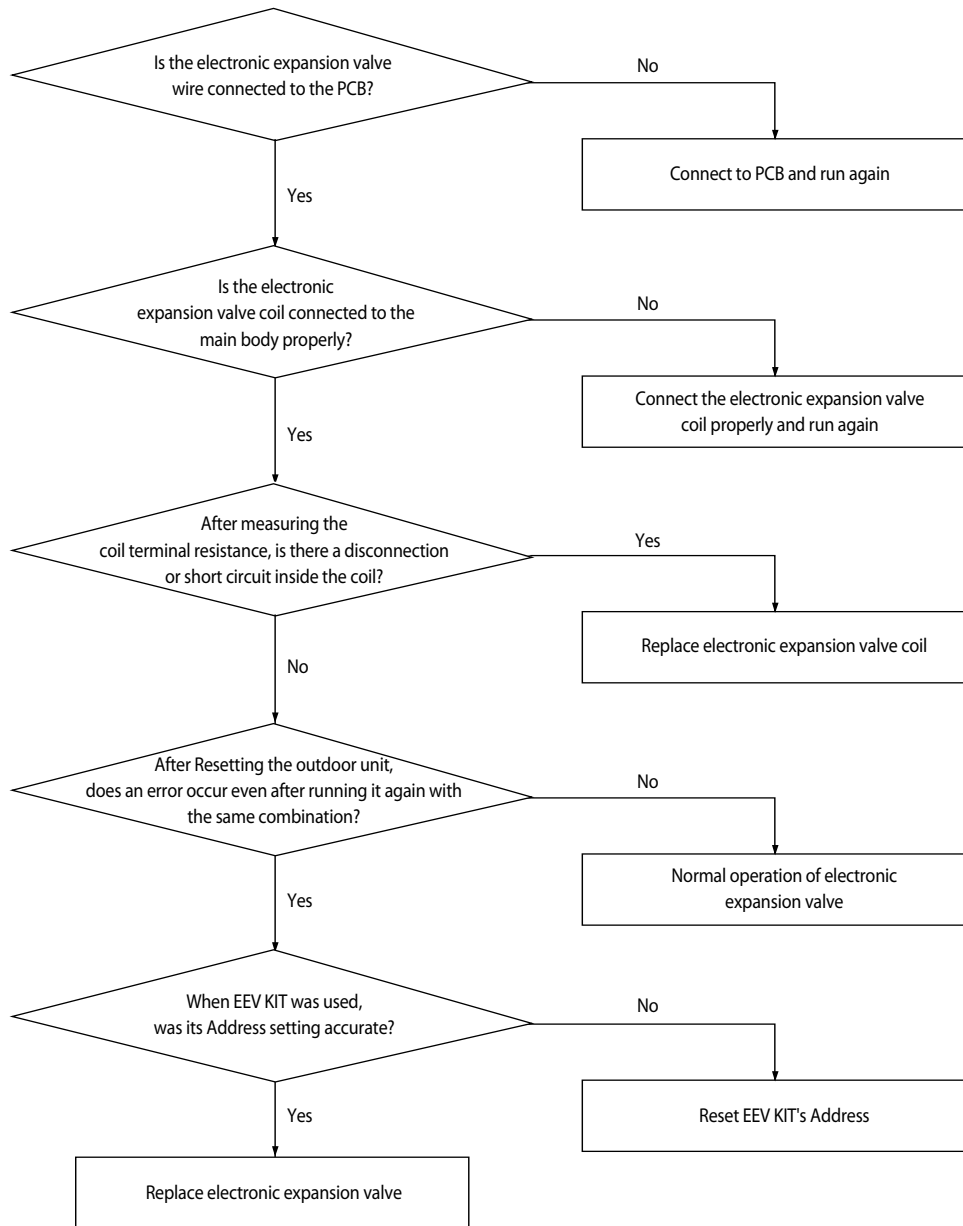 Is the electronic expansion valve
wire connected to the PCB?
No
Connect to PCB and run again
Yes
Is the electronic
expansion valve coil connected to the
main body properly?
No
Connect the electronic expansion valve
coil properly and run again
Yes
After measuring the
coil terminal resistance, is there a disconnection
or short circuit inside the coil?
Yes
Replace electronic expansion valve coil
No
After Resetting the outdoor unit,
does an error occur even after running it again with
the same combination?
No
Normal operation of electronic
expansion valve
Yes
When EEV KIT was used,
was its Address setting accurate?
No
Reset EEV KIT's Address
Yes
Replace electronic expansion valve